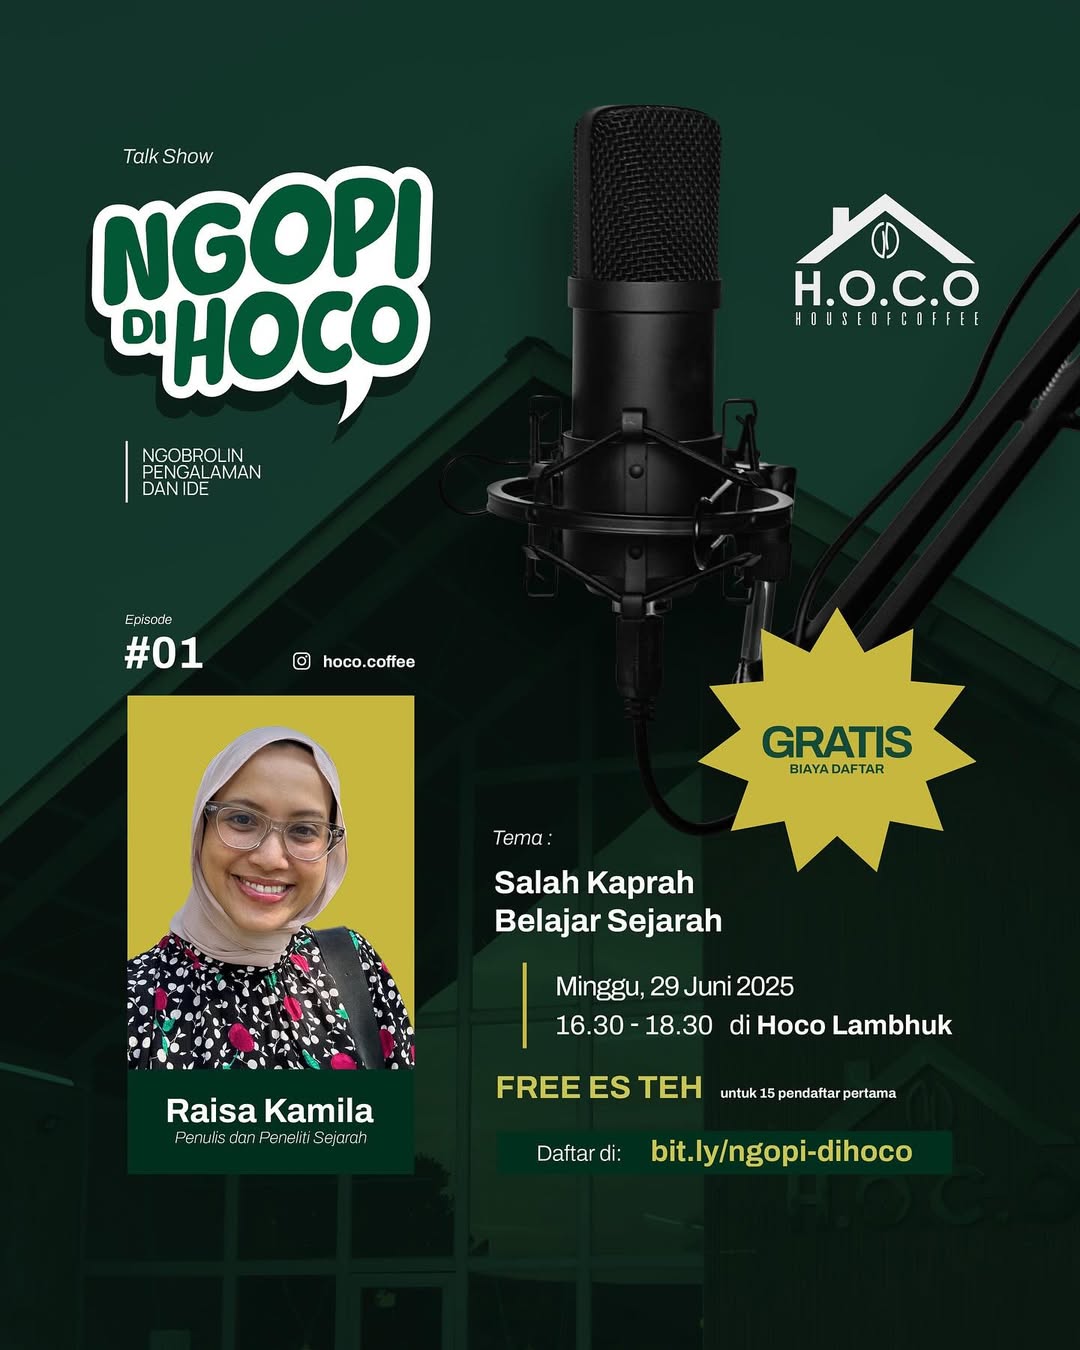 Talk Show
NGOPI
DI HOCO
NGOBROLIN
PENGALAMAN
DAN IDE
H.O.C.O
HOUSEOFCOFFEE
Episode
#01
hoco.coffee
GRATIS
BIAYA DAFTAR
Tema :
Salah Kaprah
Belajar Sejarah
Minggu, 29 Juni 2025
16.30 - 18.30 di Hoco Lambhuk
FREE ES TEH untuk 15 pendaftar pertama
Daftar di: bit.ly/ngopi-dihoco
Raisa Kamila
Penulis dan Peneliti Sejarah
H.O.C.O